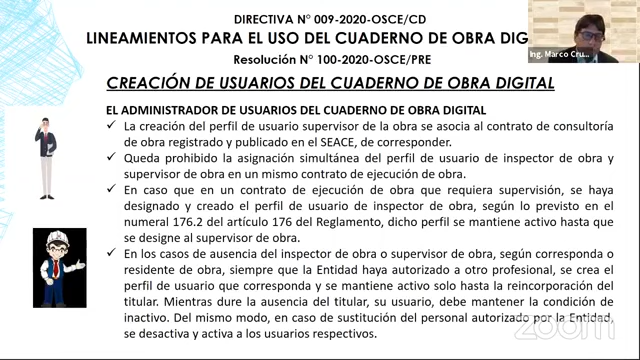 DIRECTIVA N° 009-2020-OSCE/CD
LINEAMIENTOS PARA EL USO DEL CUADERNO DE OBRA DIG
Resolución N° 100-2020-OSCE/PRE
Ing. Marco Cru...
CREACIÓN DE USUARIOS DEL CUADERNO DE OBRA DIGITAL
EL ADMINISTRADOR DE USUARIOS DEL CUADERNO DE OBRA DIGITAL
✓ La creación del perfil de usuario supervisor de la obra se asocia al contrato de consultoría
de obra registrado y publicado en el SEACE, de corresponder.
✓ Queda prohibido la asignación simultánea del perfil de usuario de inspector de obra y
supervisor de obra en un mismo contrato de ejecución de obra.
✓ En caso que en un contrato de ejecución de obra que requiera supervisión, se haya
designado y creado el perfil de usuario de inspector de obra, según lo previsto en el
numeral 176.2 del artículo 176 del Reglamento, dicho perfil se mantiene activo hasta que
se designe al supervisor de obra.
✓ En los casos de ausencia del inspector de obra o supervisor de obra, según corresponda o
residente de obra, siempre que la Entidad haya autorizado a otro profesional, se crea el
perfil de usuario que corresponda y se mantiene activo solo hasta la reincorporación del
titular. Mientras dure la ausencia del titular, su usuario, debe mantener la condición de
inactivo. Del mismo modo, en caso de sustitución del personal autorizado por la Entidad,
se desactiva y activa a los usuarios respectivos.
zoom